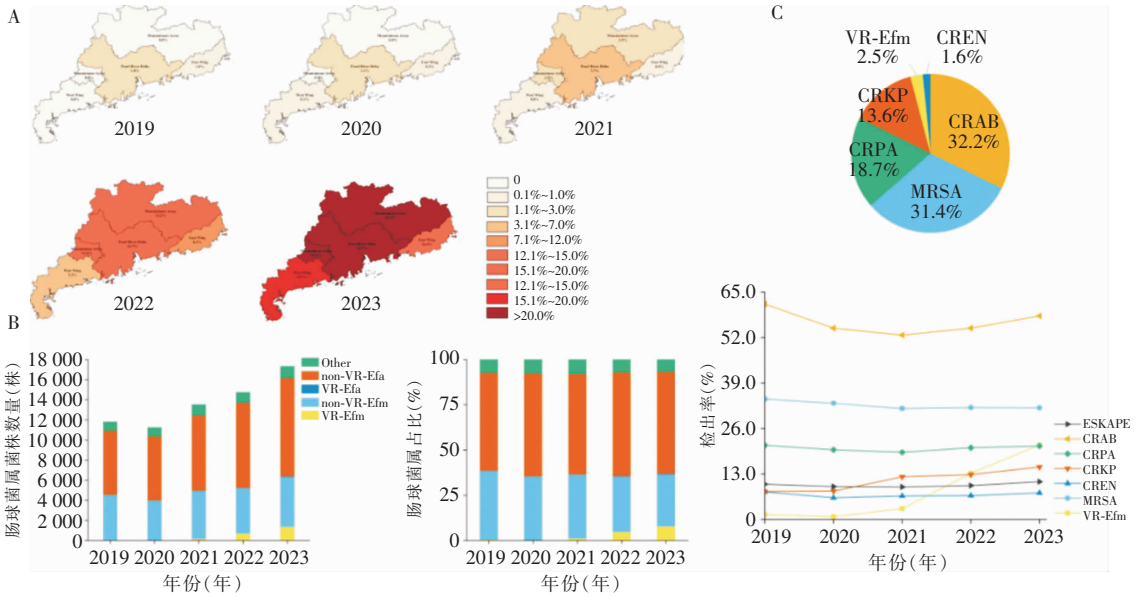 A
2019
2020
2021
2022
2023
0
0.1%~1.0%
1.1%~3.0%
3.1%~7.0%
7.1%~12.0%
12.1%~15.0%
15.1%~20.0%
12.1%~15.0%
15.1%~20.0%
>20.0%
B
肠球菌属菌株数量(株)
18 000
16 000
14 000
12 000
10 000
8 000
6 000
4 000
2 000
0
2019 2020 2021 2022 2023
年份(年)
Other
non-VR-Efa
VR-Efa
non-VR-Efm
VR-Efm
肠球菌属占比(%)
100
75
50
25
0
2019 2020 2021 2022 2023
年份(年)
C
VR-Efm
2.5%
CREN
1.6%
CRKP
13.6%
CRAB
32.2%
CRPA
18.7%
MRSA
31.4%
检出率(%)
65.0
52.0
39.0
26.0
13.0
0
2019 2020 2021 2022 2023
年份(年)
ESKAPE
CRAB
CRPA
CRKP
CREN
MRSA
VR-Efm